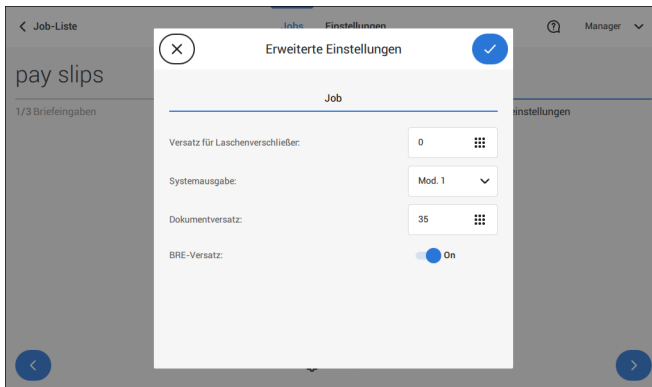 Job-Liste
Jobs
Einstellungen
Manager
Erweiterte Einstellungen
pay slips
1/3 Briefeingaben
Job
Versatz für Laschenverschließer:
0
Systemausgabe:
Mod. 1
Dokumentversatz:
35
BRE-Versatz:
On